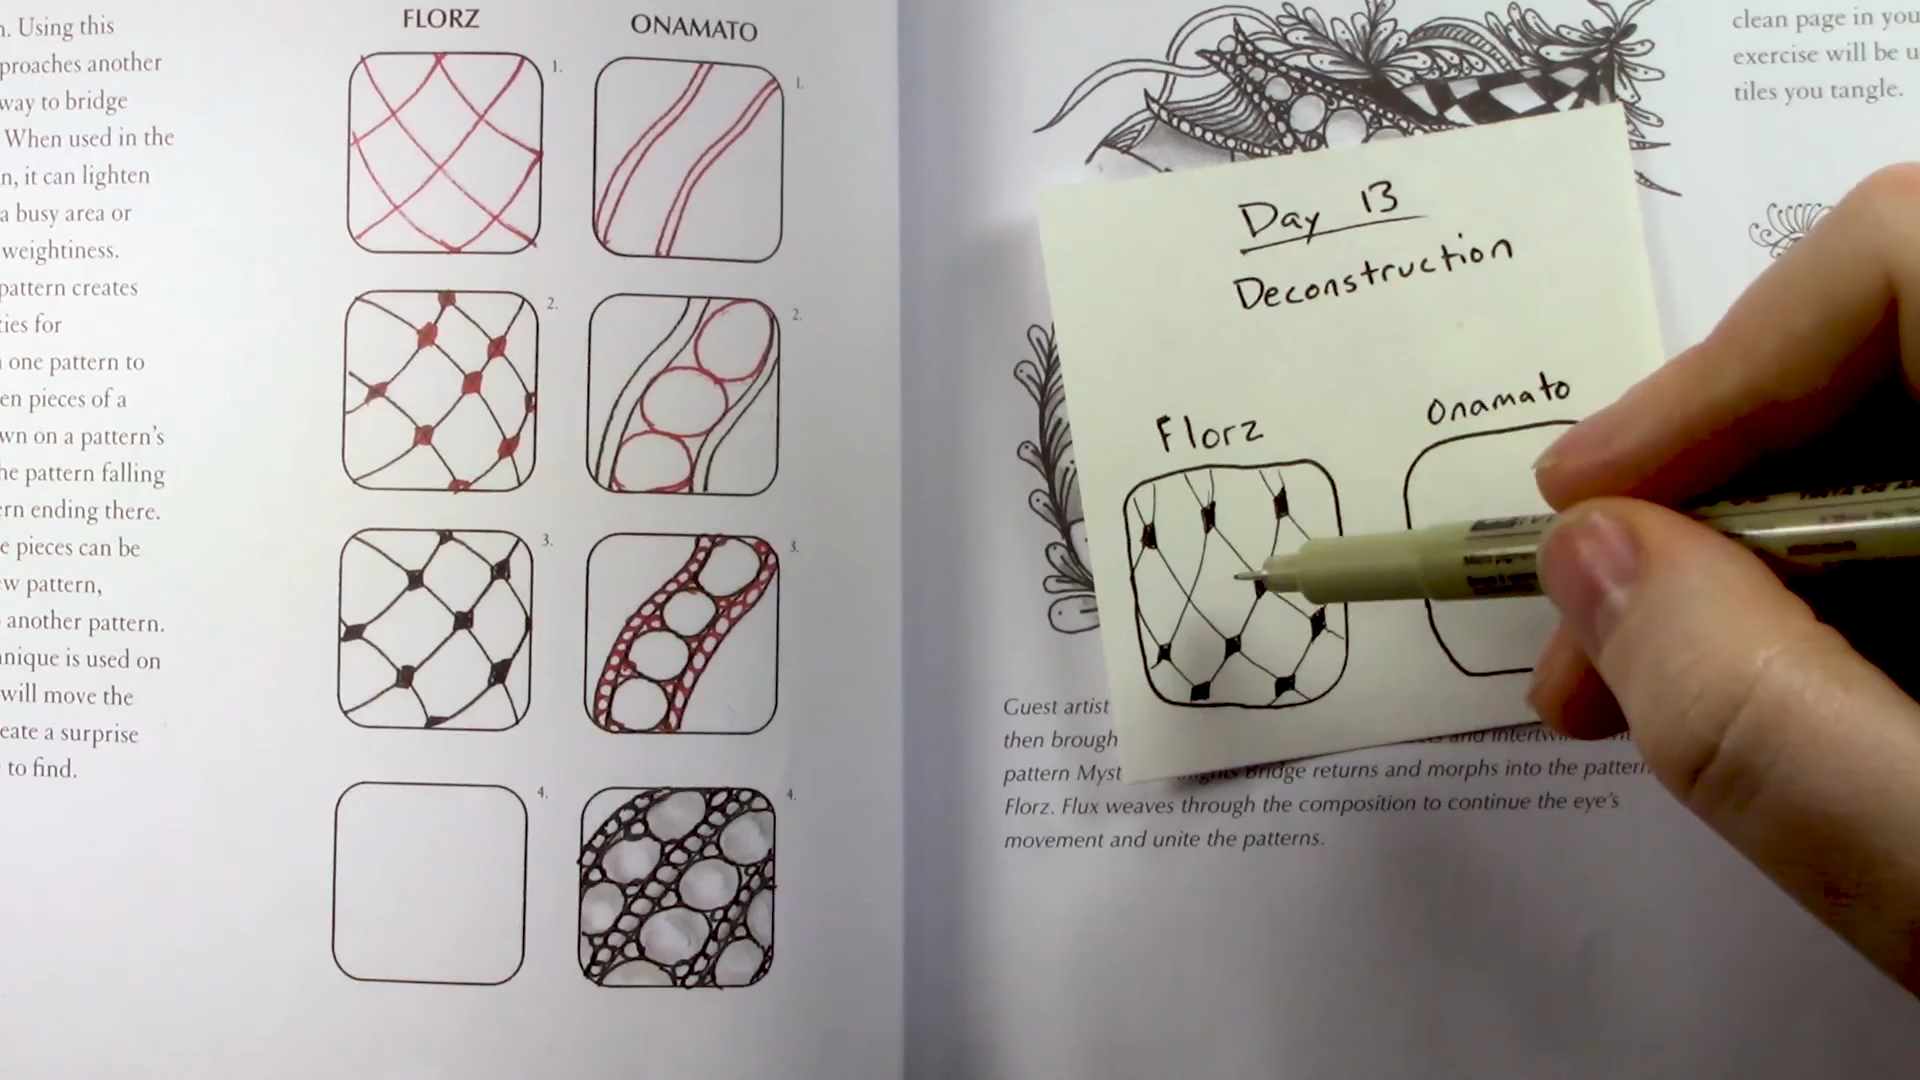 . Using this
proaches another
way to bridge
When used in the
n, it can lighten
a busy area or
weightiness.
pattern creates
ties for
one pattern to
en pieces of a
wn on a pattern's
he pattern falling
ern ending there.
e pieces can be
ew pattern,
another pattern.
nique is used on
will move the
eate a surprise
to find.
FLORZ
1.
2.
3.
4.
ONAMATO
1.
2.
3.
4.
clean page in you
exercise will be u
tiles you tangle.
Day 13
Deconstruction
Florz
Onamato
Guest artist
then brough and intertwi
pattern Myst Bridge returns and morphs into the pattern
Florz. Flux weaves through the composition to continue the eye's
movement and unite the patterns.